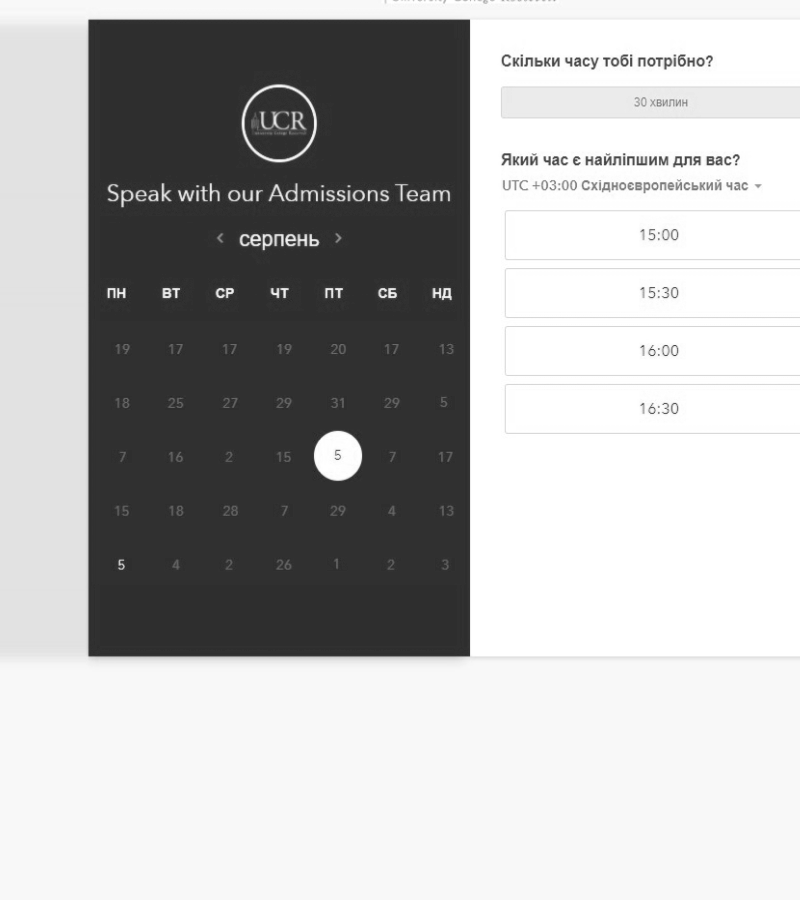 UCR
Speak with our Admissions Team
< серпень >
ПН ВТ СР ЧТ ПТ СБ НД
19 17 17 19 20 17 13
18 25 27 29 31 29 5
7 16 2 15 5 7 17
15 18 28 7 29 4 13
5 4 2 26 1 2 3
Скільки часу тобі потрібно?
30 хвилин
Який час є найліпшим для вас?
UTC +03:00 Східноєвропейський час
15:00
15:30
16:00
16:30